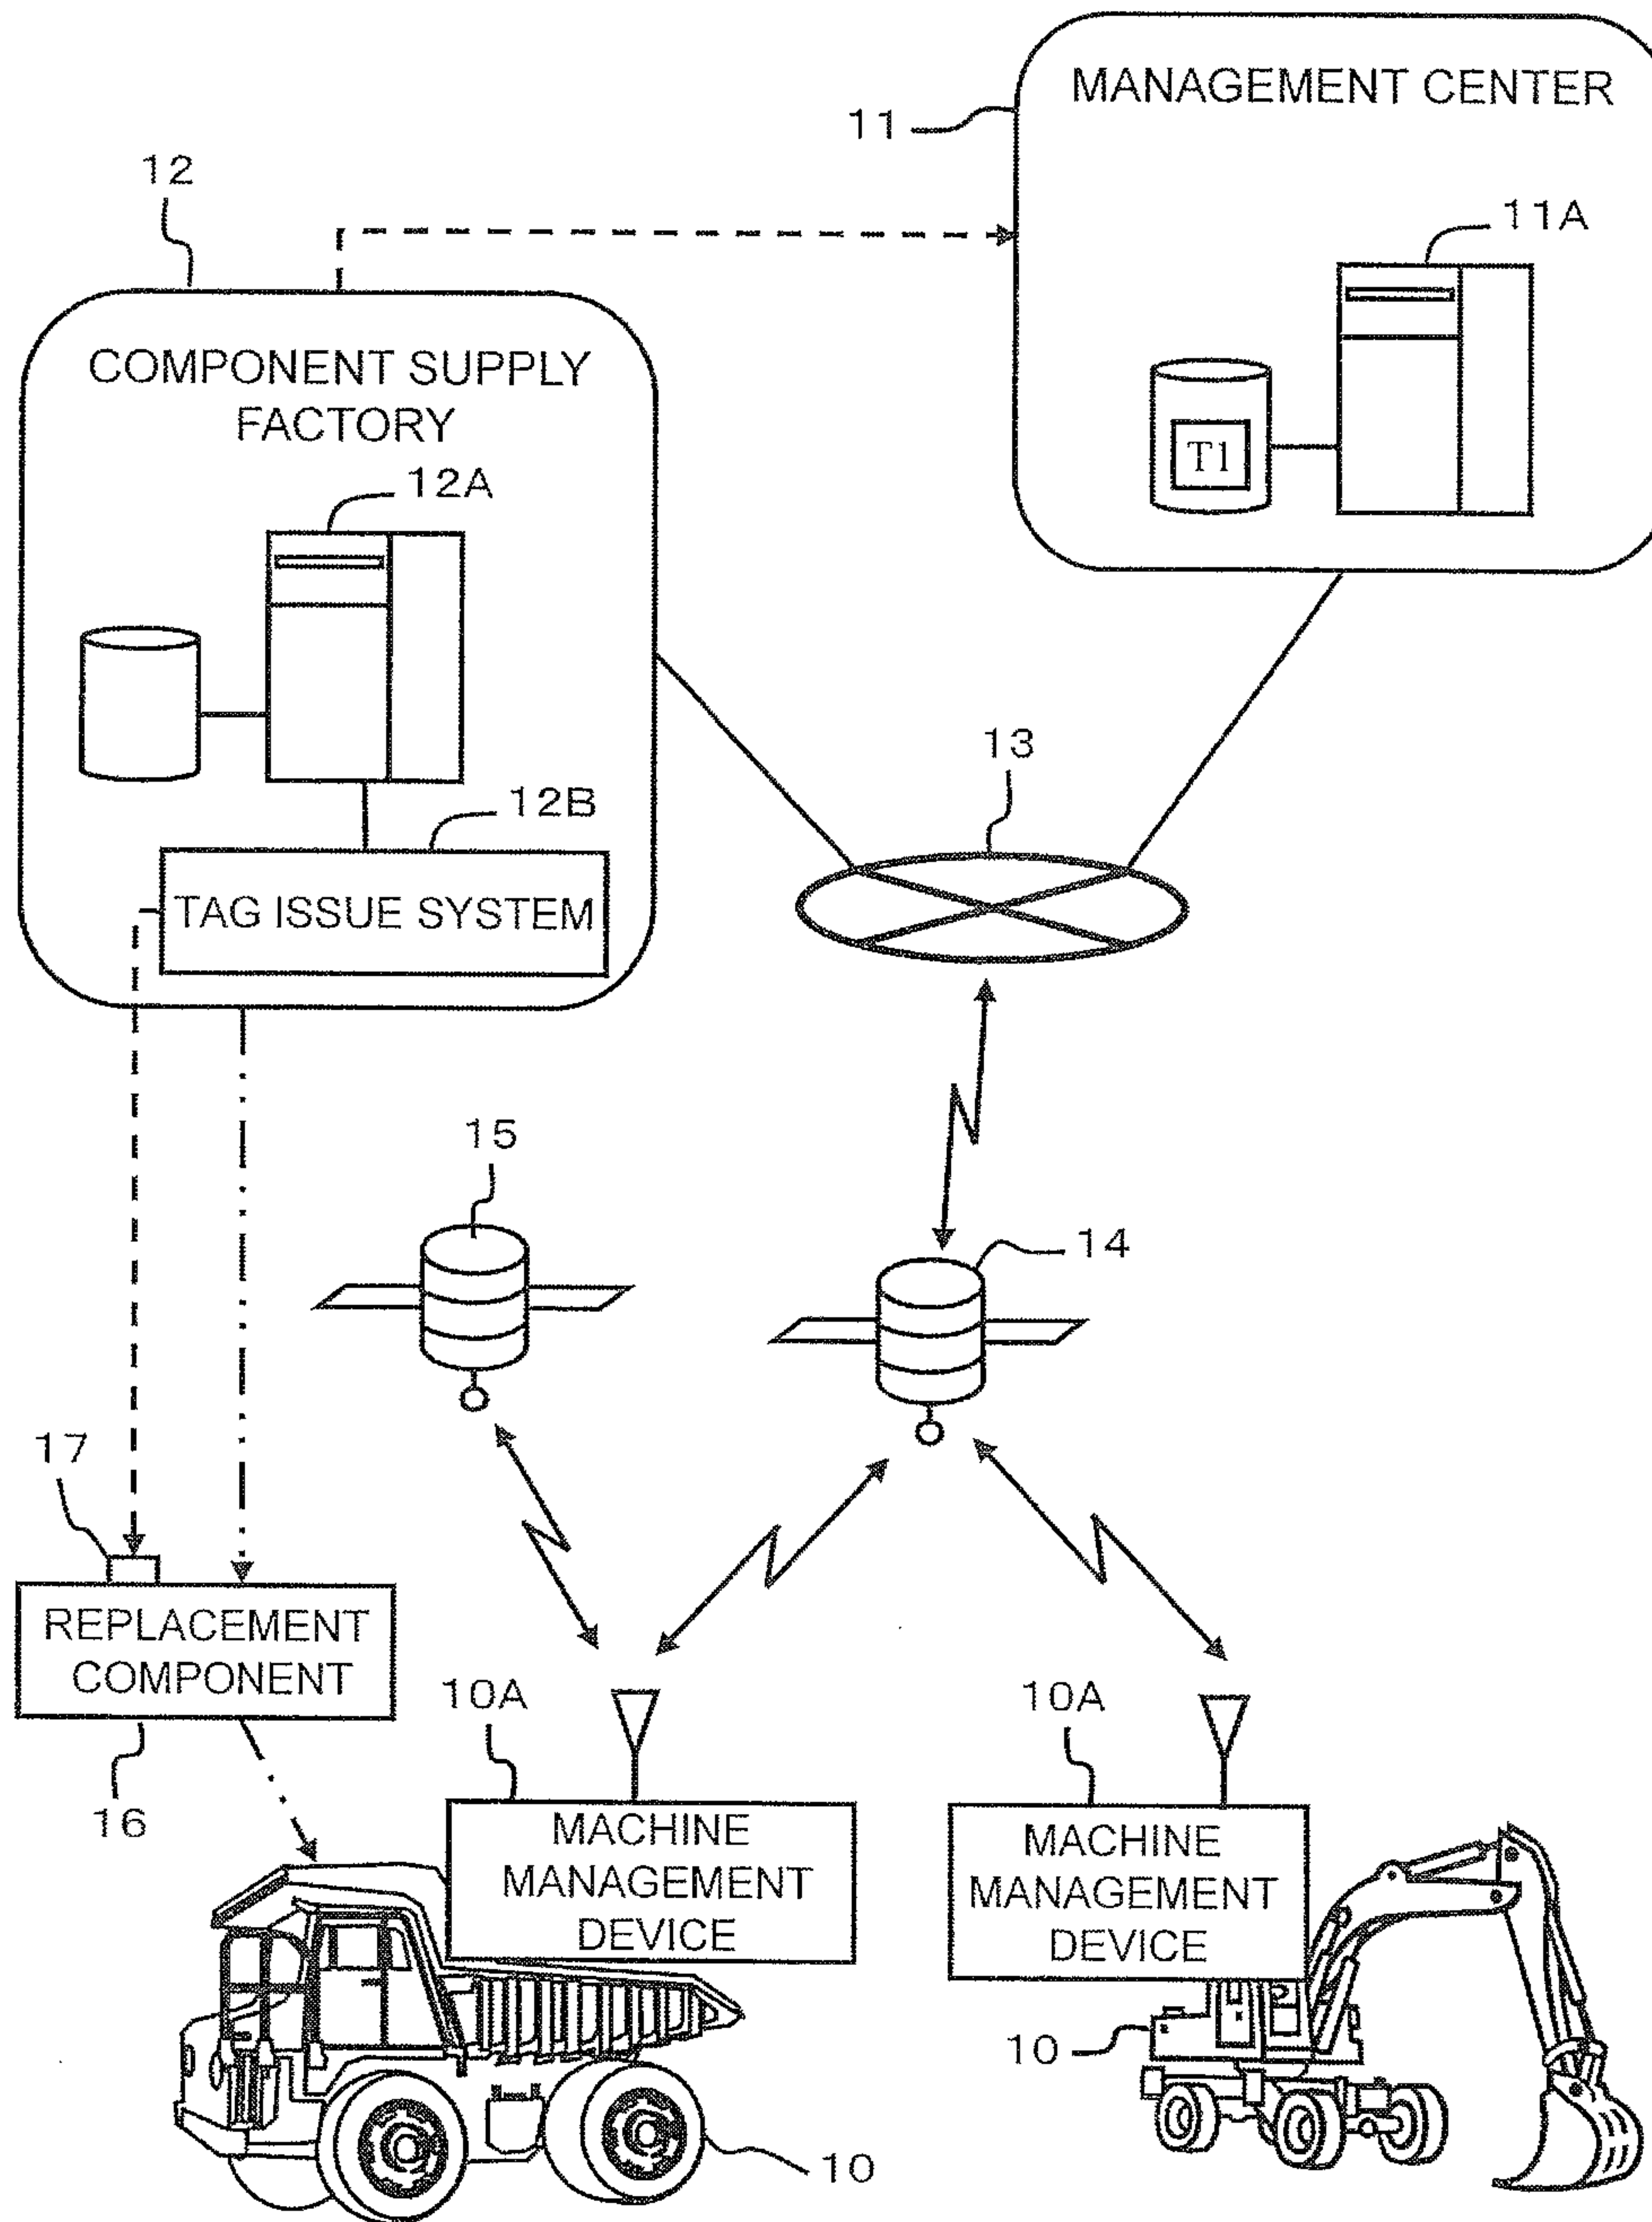 MANAGEMENT CENTER
11
12
11A
COMPONENT SUPPLY
FACTORY
T1
12A
13
12B
TAG ISSUE SYSTEM
15
14
17
REPLACEMENT
COMPONENT
10A
10A
16
MACHINE
MANAGEMENT
DEVICE
MACHINE
MANAGEMENT
DEVICE
10
10